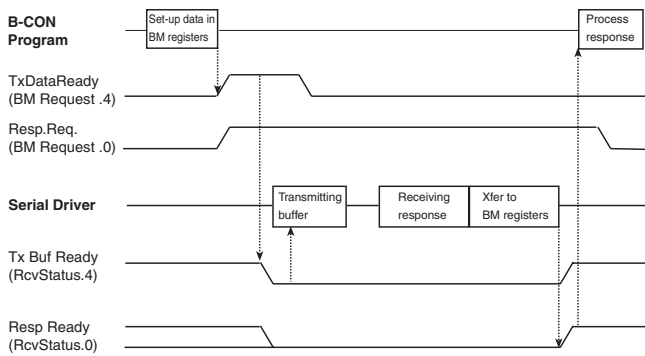 B-CON
Program
Set-up data in
BM registers
Process
response
TxDataReady
(BM Request .4)
Resp.Req.
(BM Request .0)
Serial Driver
Transmitting
buffer
Receiving
response
Xfer to
BM registers
Tx Buf Ready
(RcvStatus.4)
Resp Ready
(RcvStatus.0)